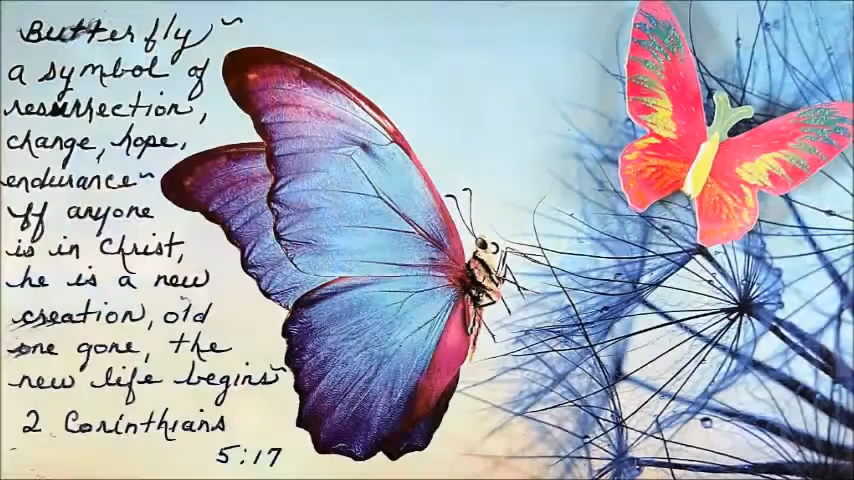 Butterfly ~
a symbol of
resurrection,
change, hope,
endurance ~
If anyone
is in Christ,
he is a new
creation, old
one gone, the
new life begins ~
2 Corinthians
5:17